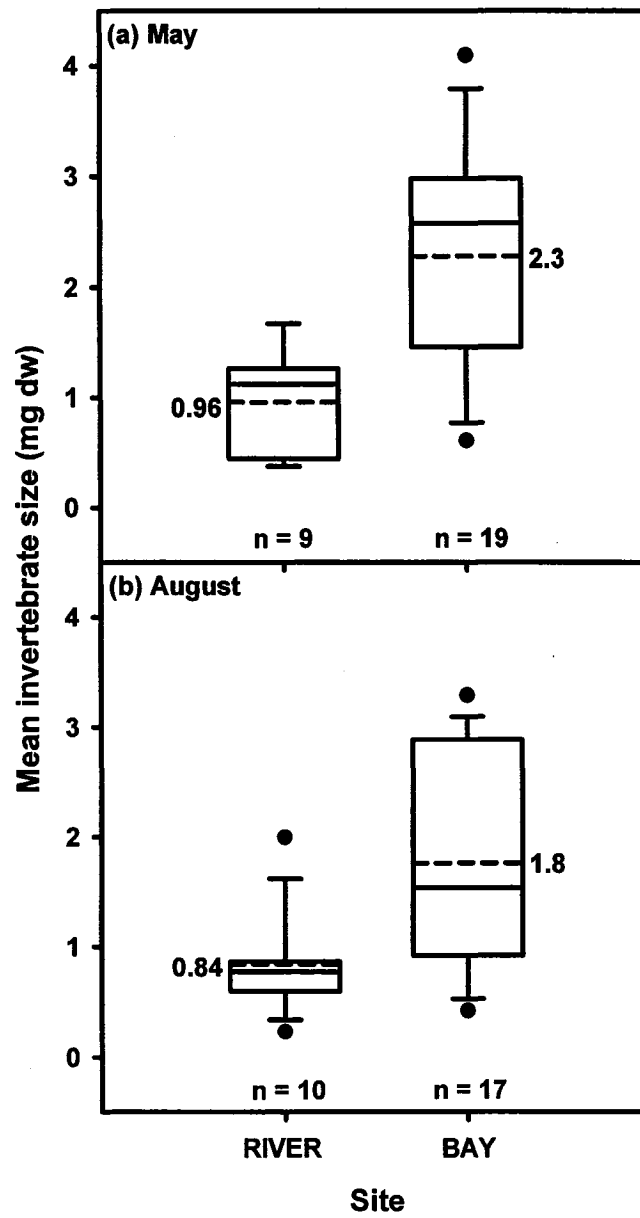 (a) May
4
3
2.3
2
1
0.96
0
n = 9
n = 19
(b) August
4
3
2
1.8
1
0.84
0
n = 10
n = 17
RIVER
BAY
Site
Mean invertebrate size (mg dw)